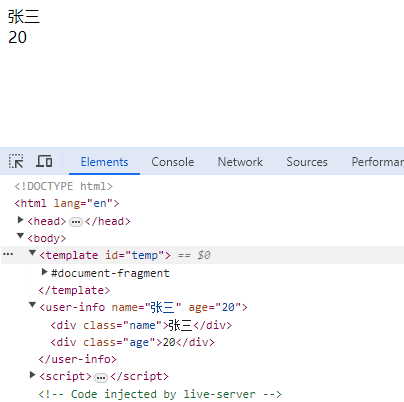 张三
20
Elements Console Network Sources Performar
<!DOCTYPE html>
<html lang="en">
<head> ••• </head>
<body>
••• <template id="temp"> == $0
#document-fragment
</template>
<user-info name="张三" age="20">
<div class="name">张三</div>
<div class="age">20</div>
</user-info>
<script> ••• </script>
<!-- Code injected by live-server -->